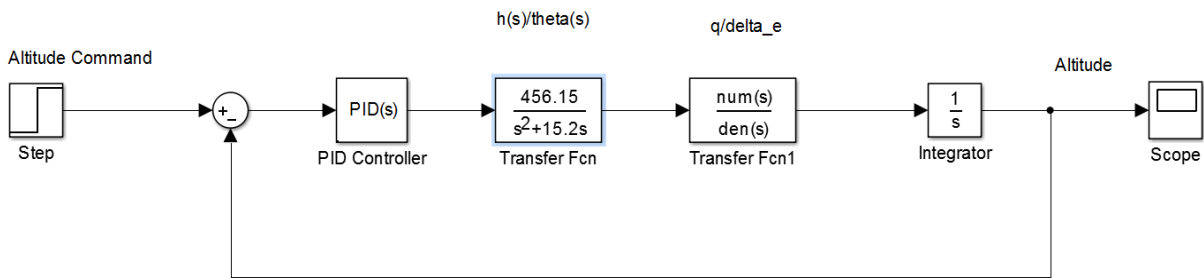 h(s)/theta(s)
q/delta_e
Altitude Command
Altitude
+
−
PID(s)
456.15
s²+15.2s
num(s)
den(s)
1
s
Step
PID Controller
Transfer Fcn
Transfer Fcn1
Integrator
Scope